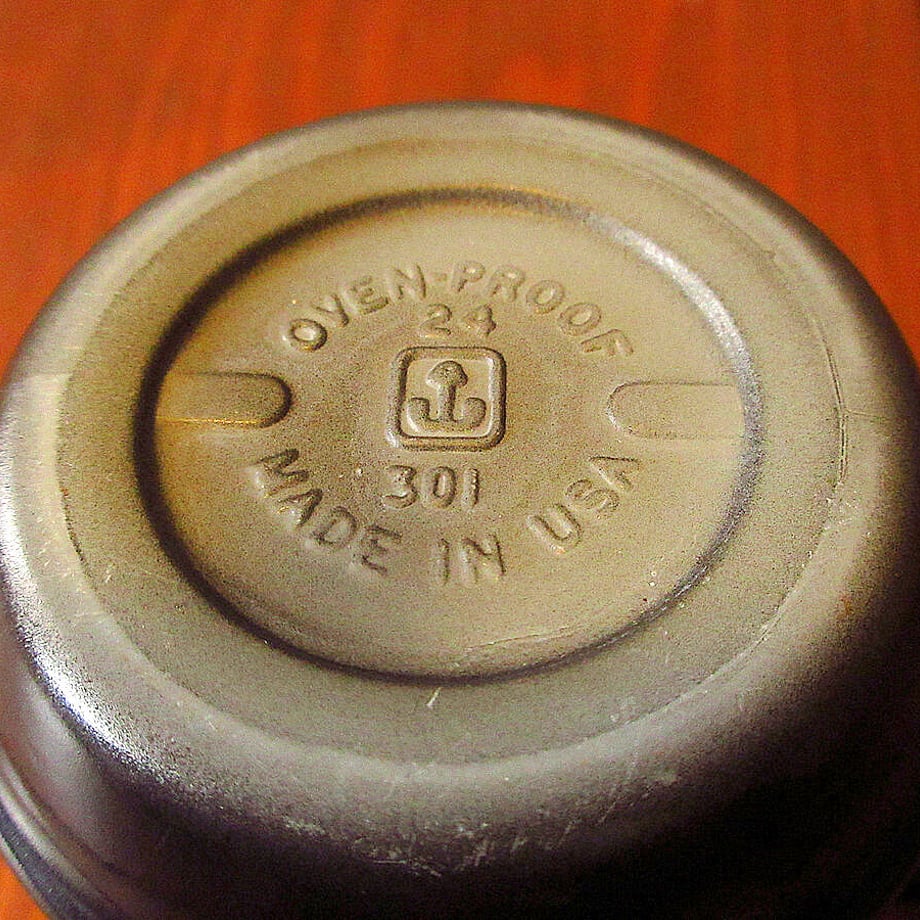 OVEN-PROOF
24
301
MADE IN USA